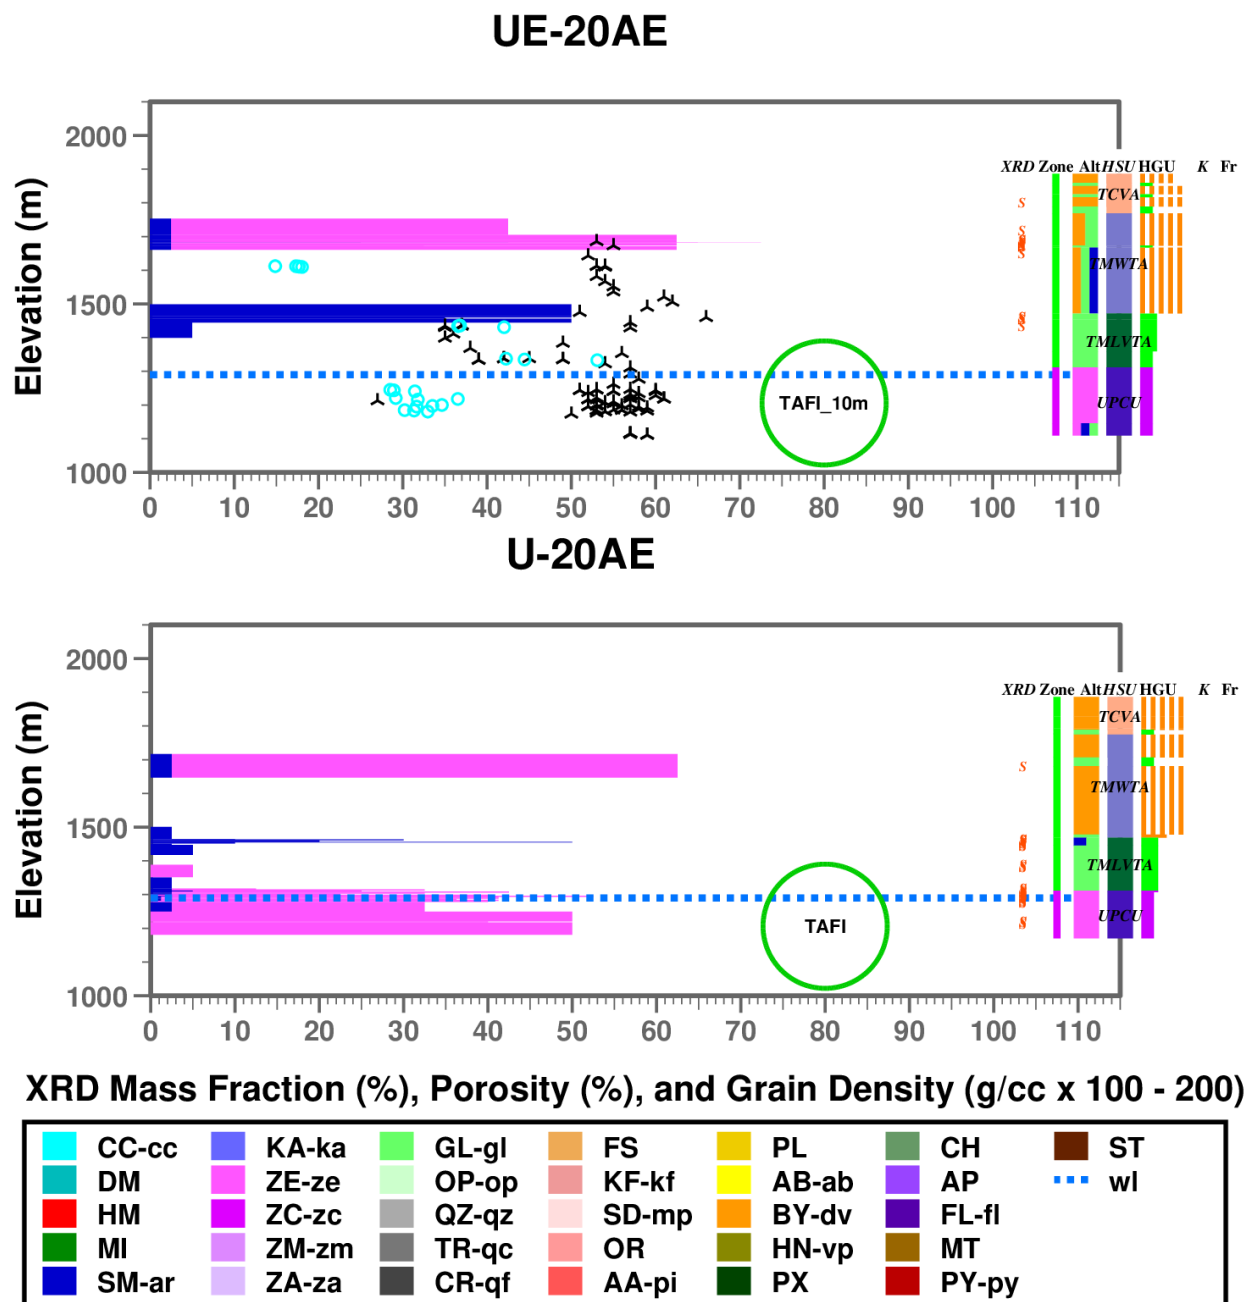 UE-20AE
Elevation (m)
2000
1500
1000
XRD Zone Alt HSU HGU K Fr
S
S
S
S
S
TCVA
TMWTA
TMLVTA
UPCU
TAFI_10m
0 10 20 30 40 50 60 70 80 90 100 110
U-20AE
Elevation (m)
2000
1500
1000
XRD Zone Alt HSU HGU K Fr
S
S
S
S
TCVA
TMWTA
TMLVTA
UPCU
TAFI
0 10 20 30 40 50 60 70 80 90 100 110
XRD Mass Fraction (%), Porosity (%), and Grain Density (g/cc x 100 - 200)
CC-cc KA-ka GL-gl FS PL CH ST
DM ZE-ze OP-op KF-kf AB-ab AP wl
HM ZC-zc QZ-qz SD-mp BY-dv FL-fl
MI ZM-zm TR-qc OR HN-vp MT
SM-ar ZA-za CR-qf AA-pi PX PY-py